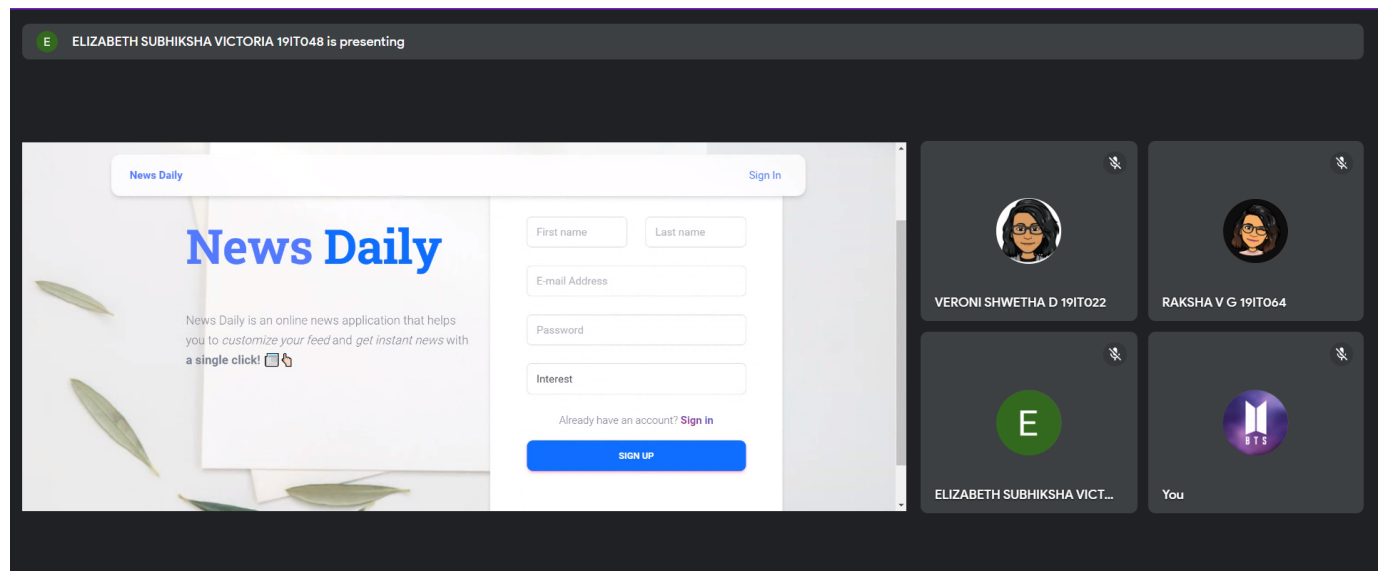 E ELIZABETH SUBHIKSHA VICTORIA 19IT048 is presenting
News Daily Sign In
News Daily
News Daily is an online news application that helps
you to customize your feed and get instant news with
a single click!
First name Last name
E-mail Address
Password
Interest
Already have an account? Sign in
SIGN UP
VERONI SHWETHA D 19IT022
RAKSHA V G 19IT064
E
ELIZABETH SUBHIKSHA VICT...
BTS
You